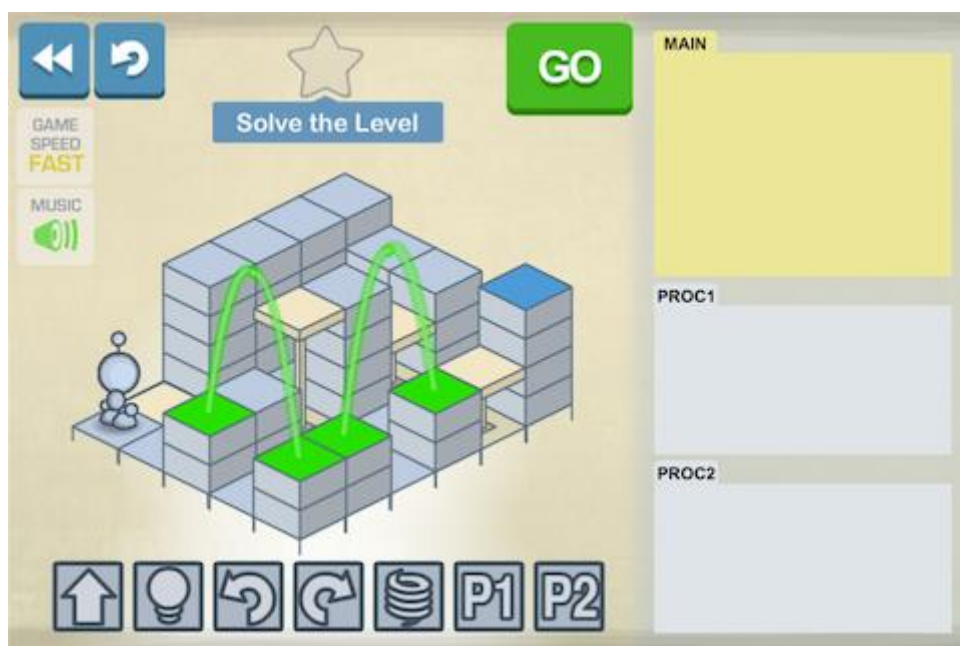 GO
MAIN
Solve the Level
GAME
SPEED
FAST
MUSIC
PROC1
PROC2
P1
P2